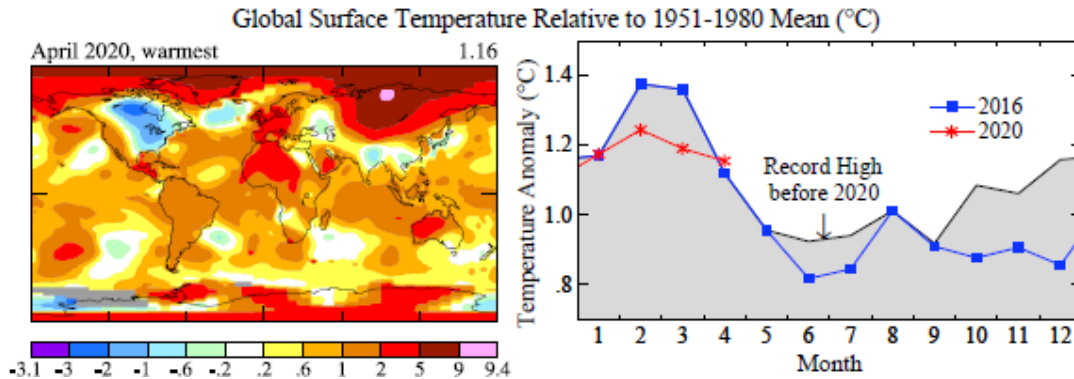 Global Surface Temperature Relative to 1951-1980 Mean (°C)
April 2020, warmest 1.16
-3.1 -3 -2 -1 -.6 -.2 .2 .6 1 2 5 9 9.4
Temperature Anomaly (°C)
1.4
1.2
1.0
.8
2016
2020
Record High
before 2020
1 2 3 4 5 6 7 8 9 10 11 12
Month